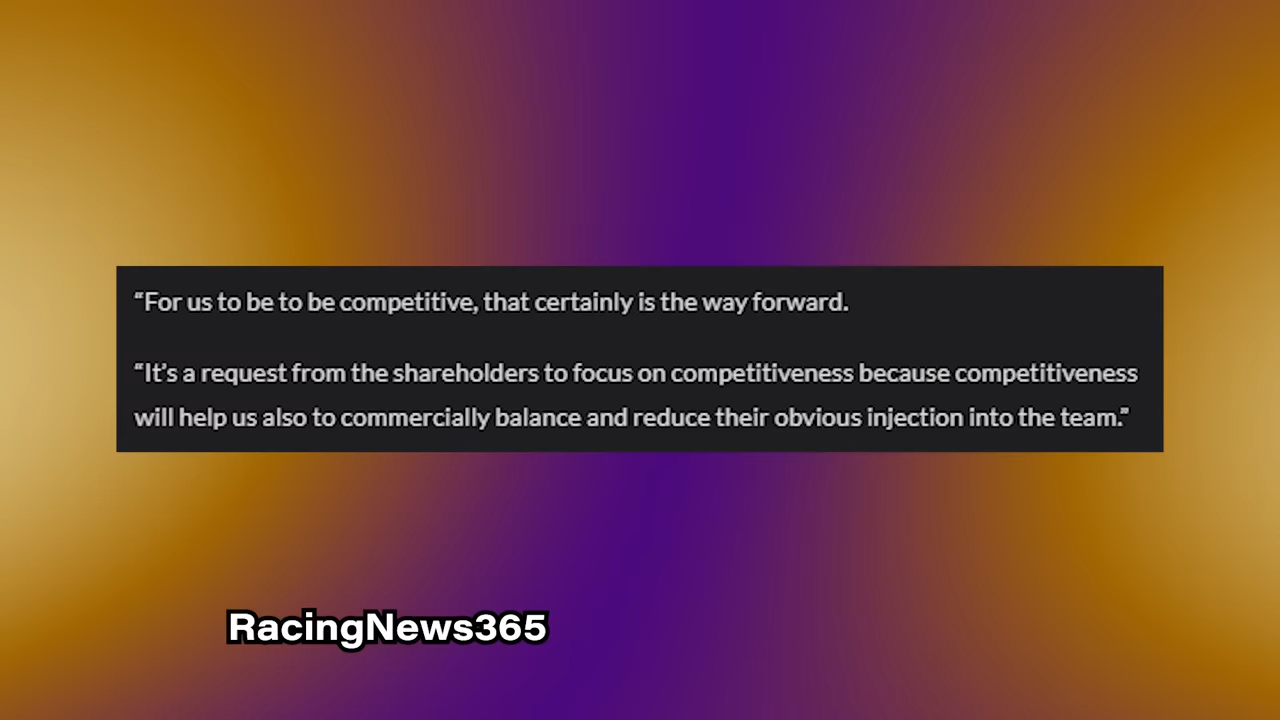 “For us to be to be competitive, that certainly is the way forward.
“It’s a request from the shareholders to focus on competitiveness because competitiveness
will help us also to commercially balance and reduce their obvious injection into the team.”
RacingNews365